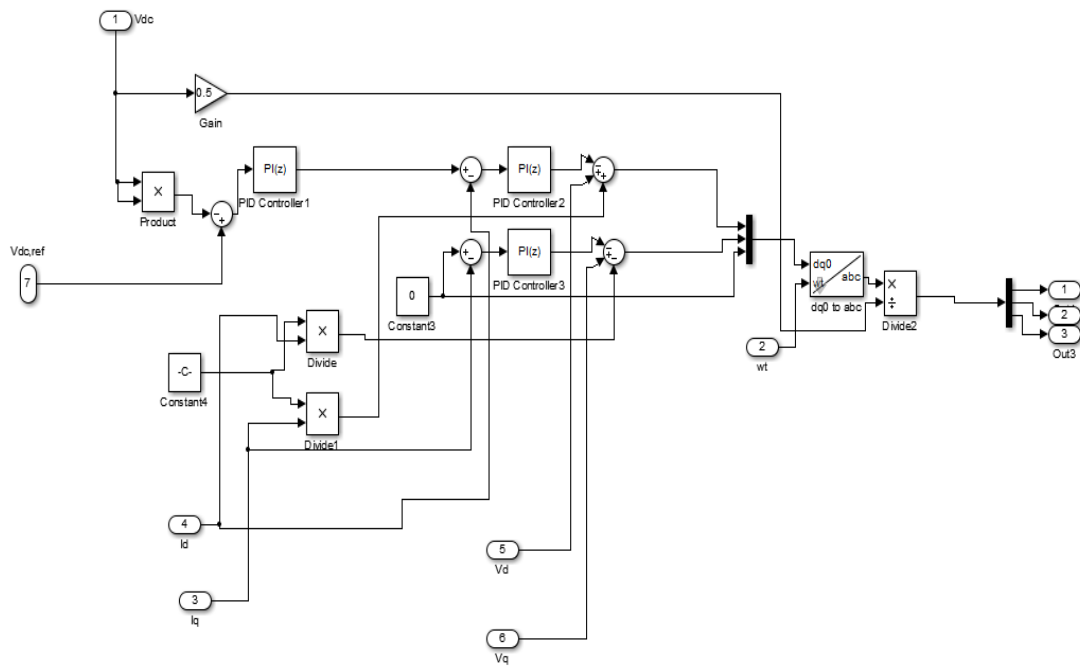 1
Vdc
0.5
Gain
PI(z)
PID Controller1
PI(z)
PID Controller2
×
Product
Vdc,ref
7
PI(z)
PID Controller3
0
Constant3
dq0
wt
abc
dq0 to abc
×
÷
Divide2
1
2
3
Out3
2
wt
×
Divide
-C-
Constant4
×
Divide1
4
Id
5
Vd
3
Iq
6
Vq